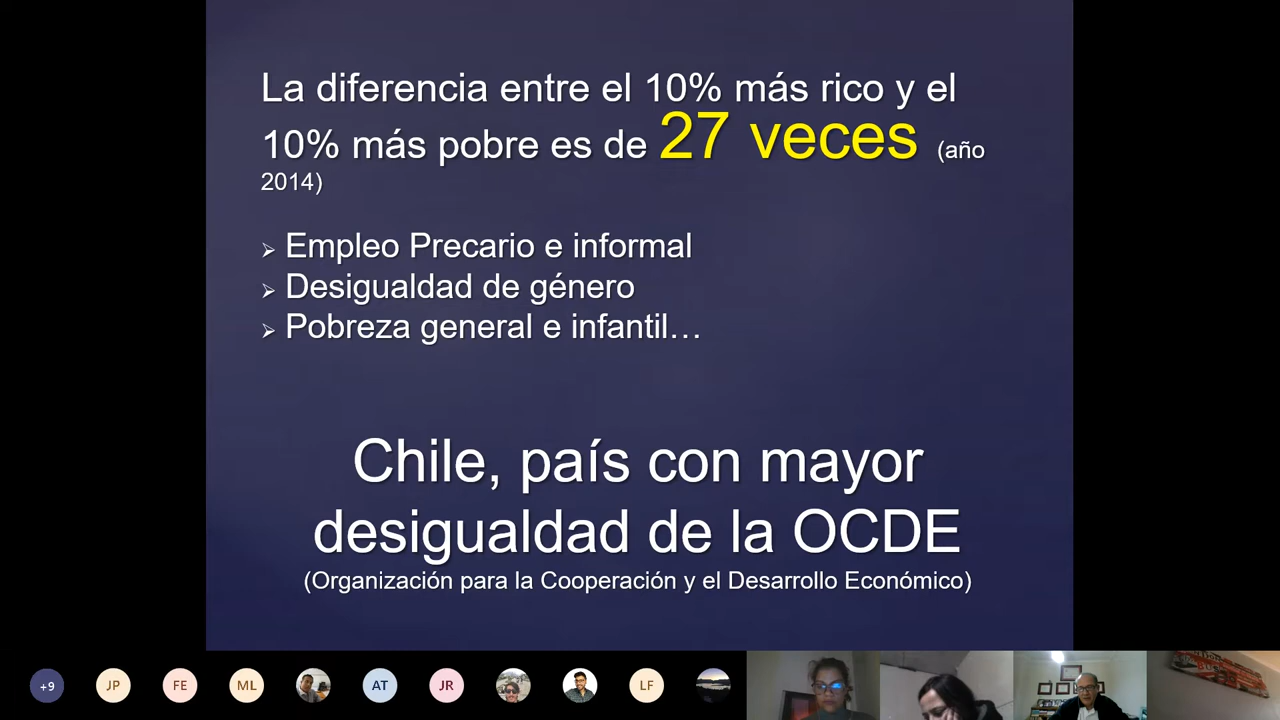 La diferencia entre el 10% más rico y el
10% más pobre es de 27 veces (año
2014)
➢ Empleo Precario e informal
➢ Desigualdad de género
➢ Pobreza general e infantil…
Chile, país con mayor
desigualdad de la OCDE
(Organización para la Cooperación y el Desarrollo Económico)
+9 JP FE ML AT JR LF